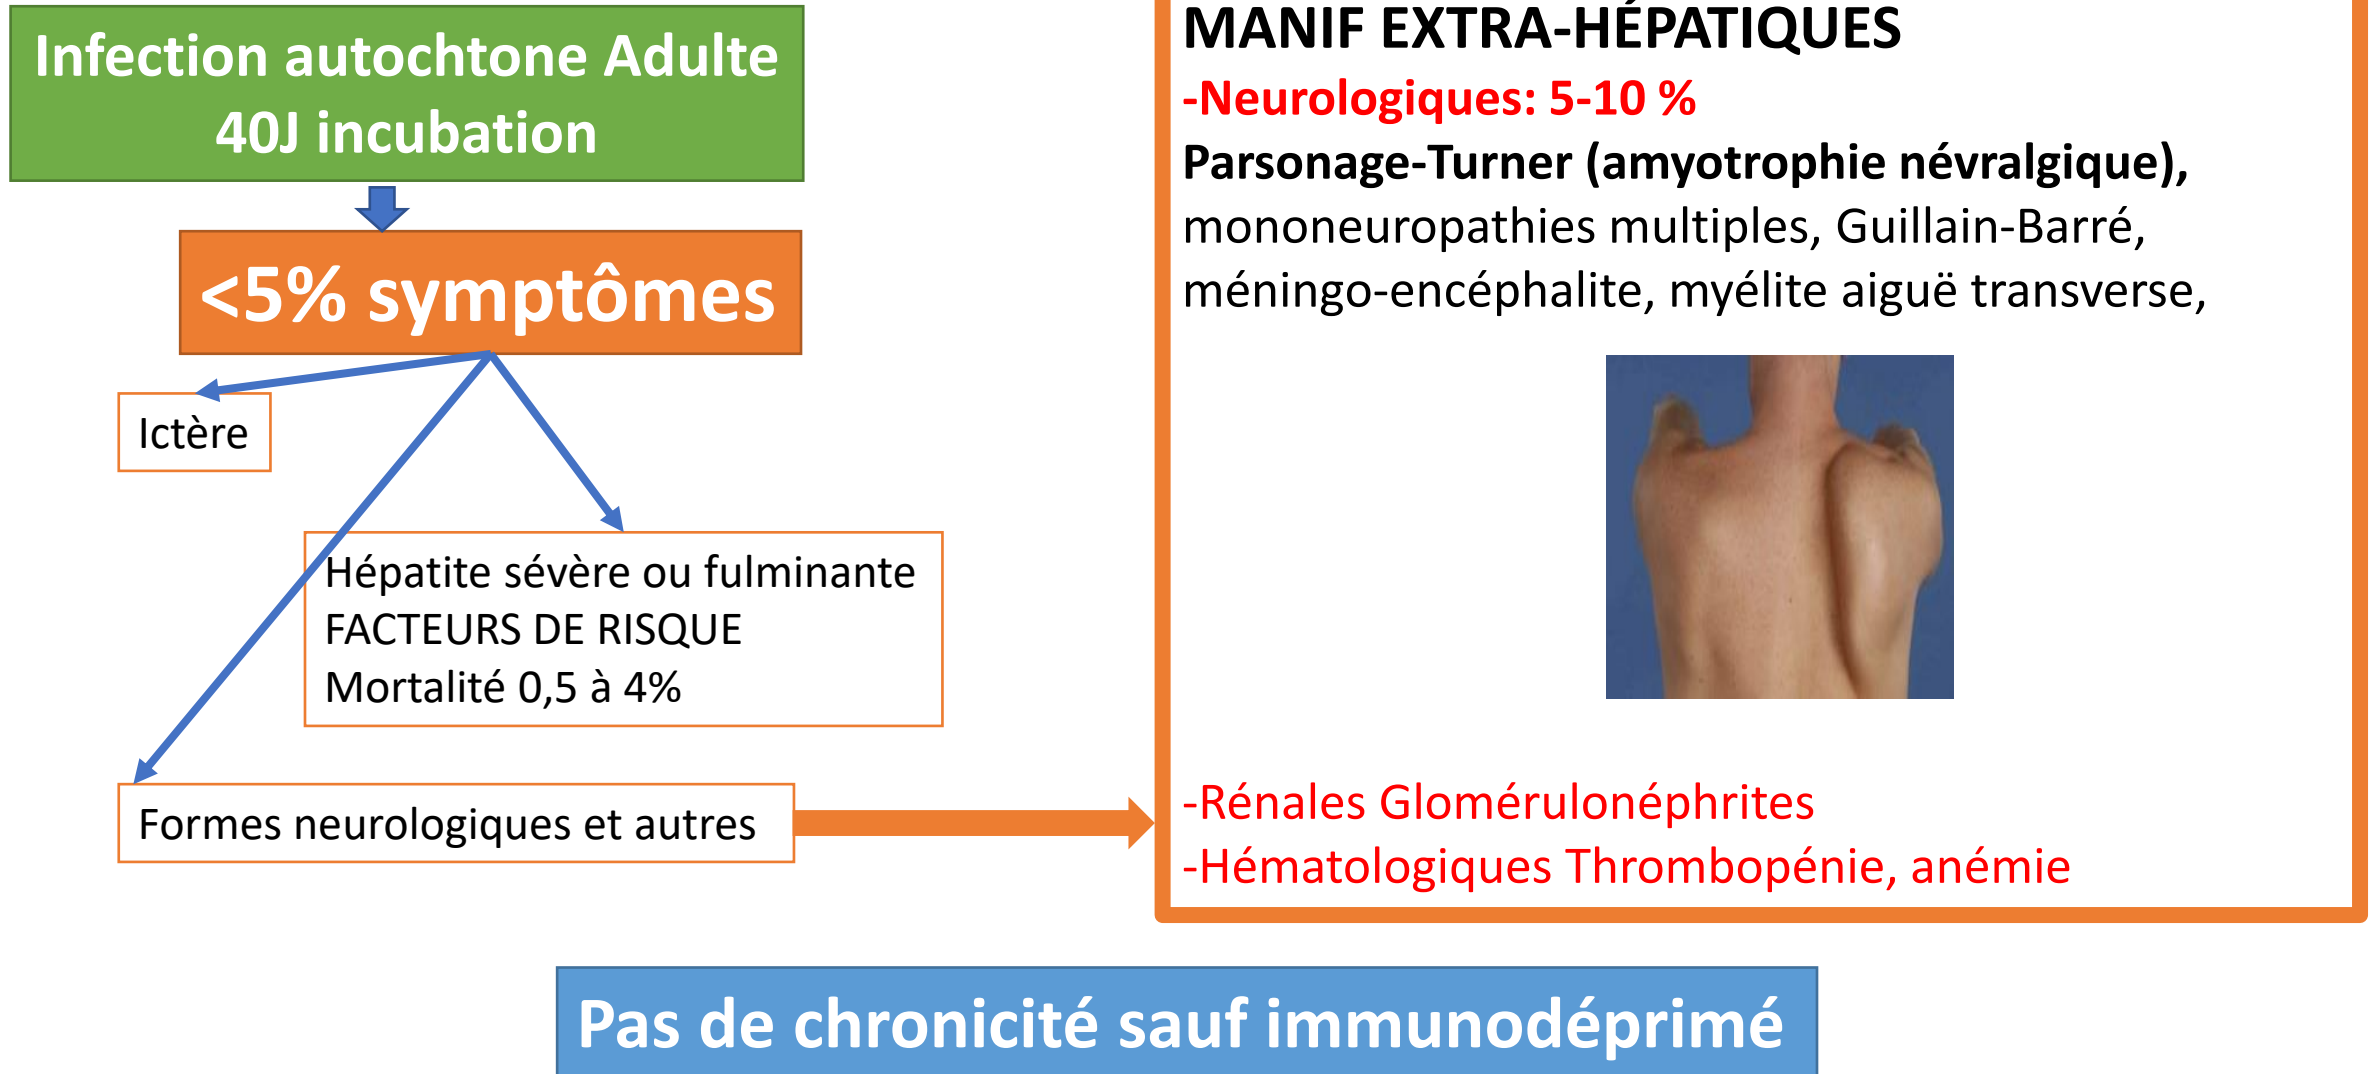 Infection autochtone Adulte
40J incubation
<5% symptômes
Ictère
Hépatite sévère ou fulminante
FACTEURS DE RISQUE
Mortalité 0,5 à 4%
Formes neurologiques et autres
MANIF EXTRA-HÉPATIQUES
-Neurologiques: 5-10 %
Parsonage-Turner (amyotrophie névralgique),
mononeuropathies multiples, Guillain-Barré,
méningo-encéphalite, myélite aiguë transverse,
-Rénales Glomérulonéphrites
-Hématologiques Thrombopénie, anémie
Pas de chronicité sauf immunodéprimé